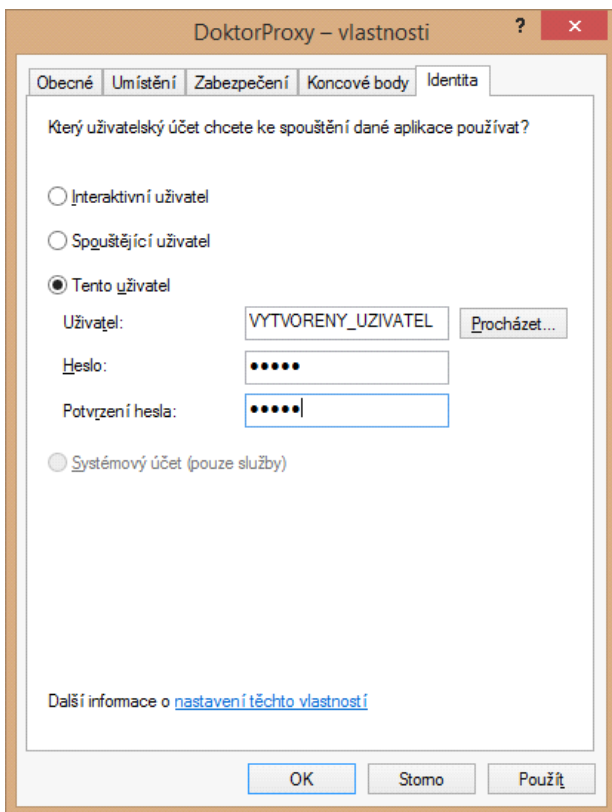 DoktorProxy – vlastnosti ? ×
Obecné Umístění Zabezpečení Koncové body Identita
Který uživatelský účet chcete ke spouštění dané aplikace používat?
Interaktivní uživatel
Spouštějící uživatel
Tento uživatel
Uživatel: VYTVORENY_UZIVATEL Procházet...
Heslo: ●●●●●
Potvrzení hesla: ●●●●●
Systémový účet (pouze služby)
Další informace o nastavení těchto vlastností
OK Storno Použít